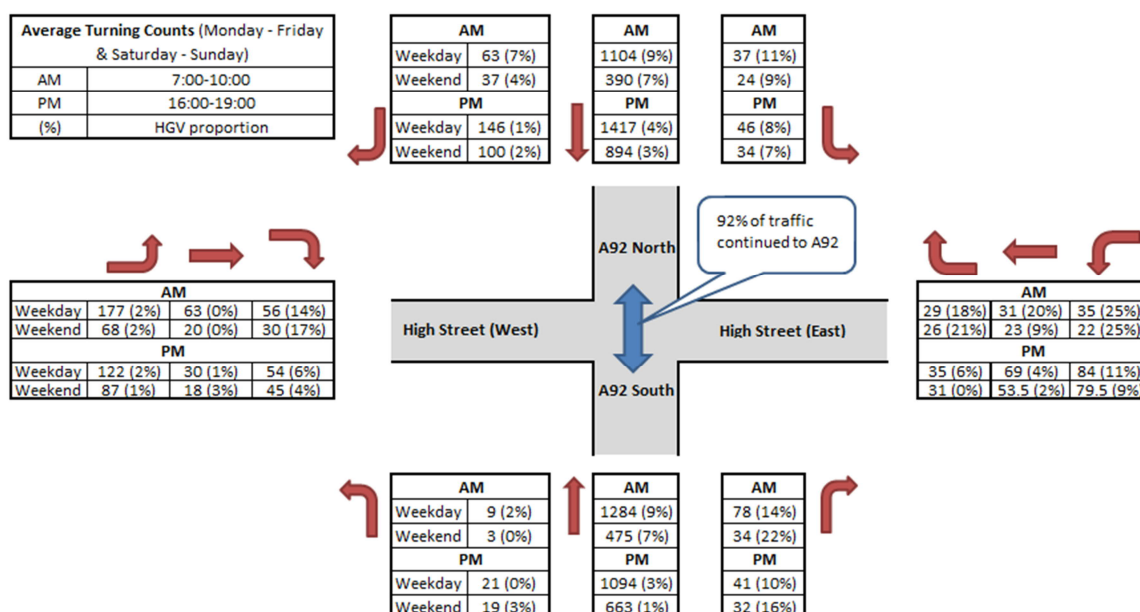 Average Turning Counts (Monday - Friday
& Saturday - Sunday)
AM 7:00-10:00
PM 16:00-19:00
(%) HGV proportion
AM
Weekday 63 (7%)
Weekend 37 (4%)
PM
Weekday 146 (1%)
Weekend 100 (2%)
AM
1104 (9%)
390 (7%)
PM
1417 (4%)
894 (3%)
AM
37 (11%)
24 (9%)
PM
46 (8%)
34 (7%)
92% of traffic
continued to A92
A92 North
High Street (West)
High Street (East)
A92 South
AM
Weekday 177 (2%) 63 (0%) 56 (14%)
Weekend 68 (2%) 20 (0%) 30 (17%)
PM
Weekday 122 (2%) 30 (1%) 54 (6%)
Weekend 87 (1%) 18 (3%) 45 (4%)
AM
29 (18%) 31 (20%) 35 (25%)
26 (21%) 23 (9%) 22 (25%)
PM
35 (6%) 69 (4%) 84 (11%)
31 (0%) 53.5 (2%) 79.5 (9%)
AM
Weekday 9 (2%)
Weekend 3 (0%)
PM
Weekday 21 (0%)
Weekend 19 (3%)
AM
1284 (9%)
475 (7%)
PM
1094 (3%)
663 (1%)
AM
78 (14%)
34 (22%)
PM
41 (10%)
32 (16%)